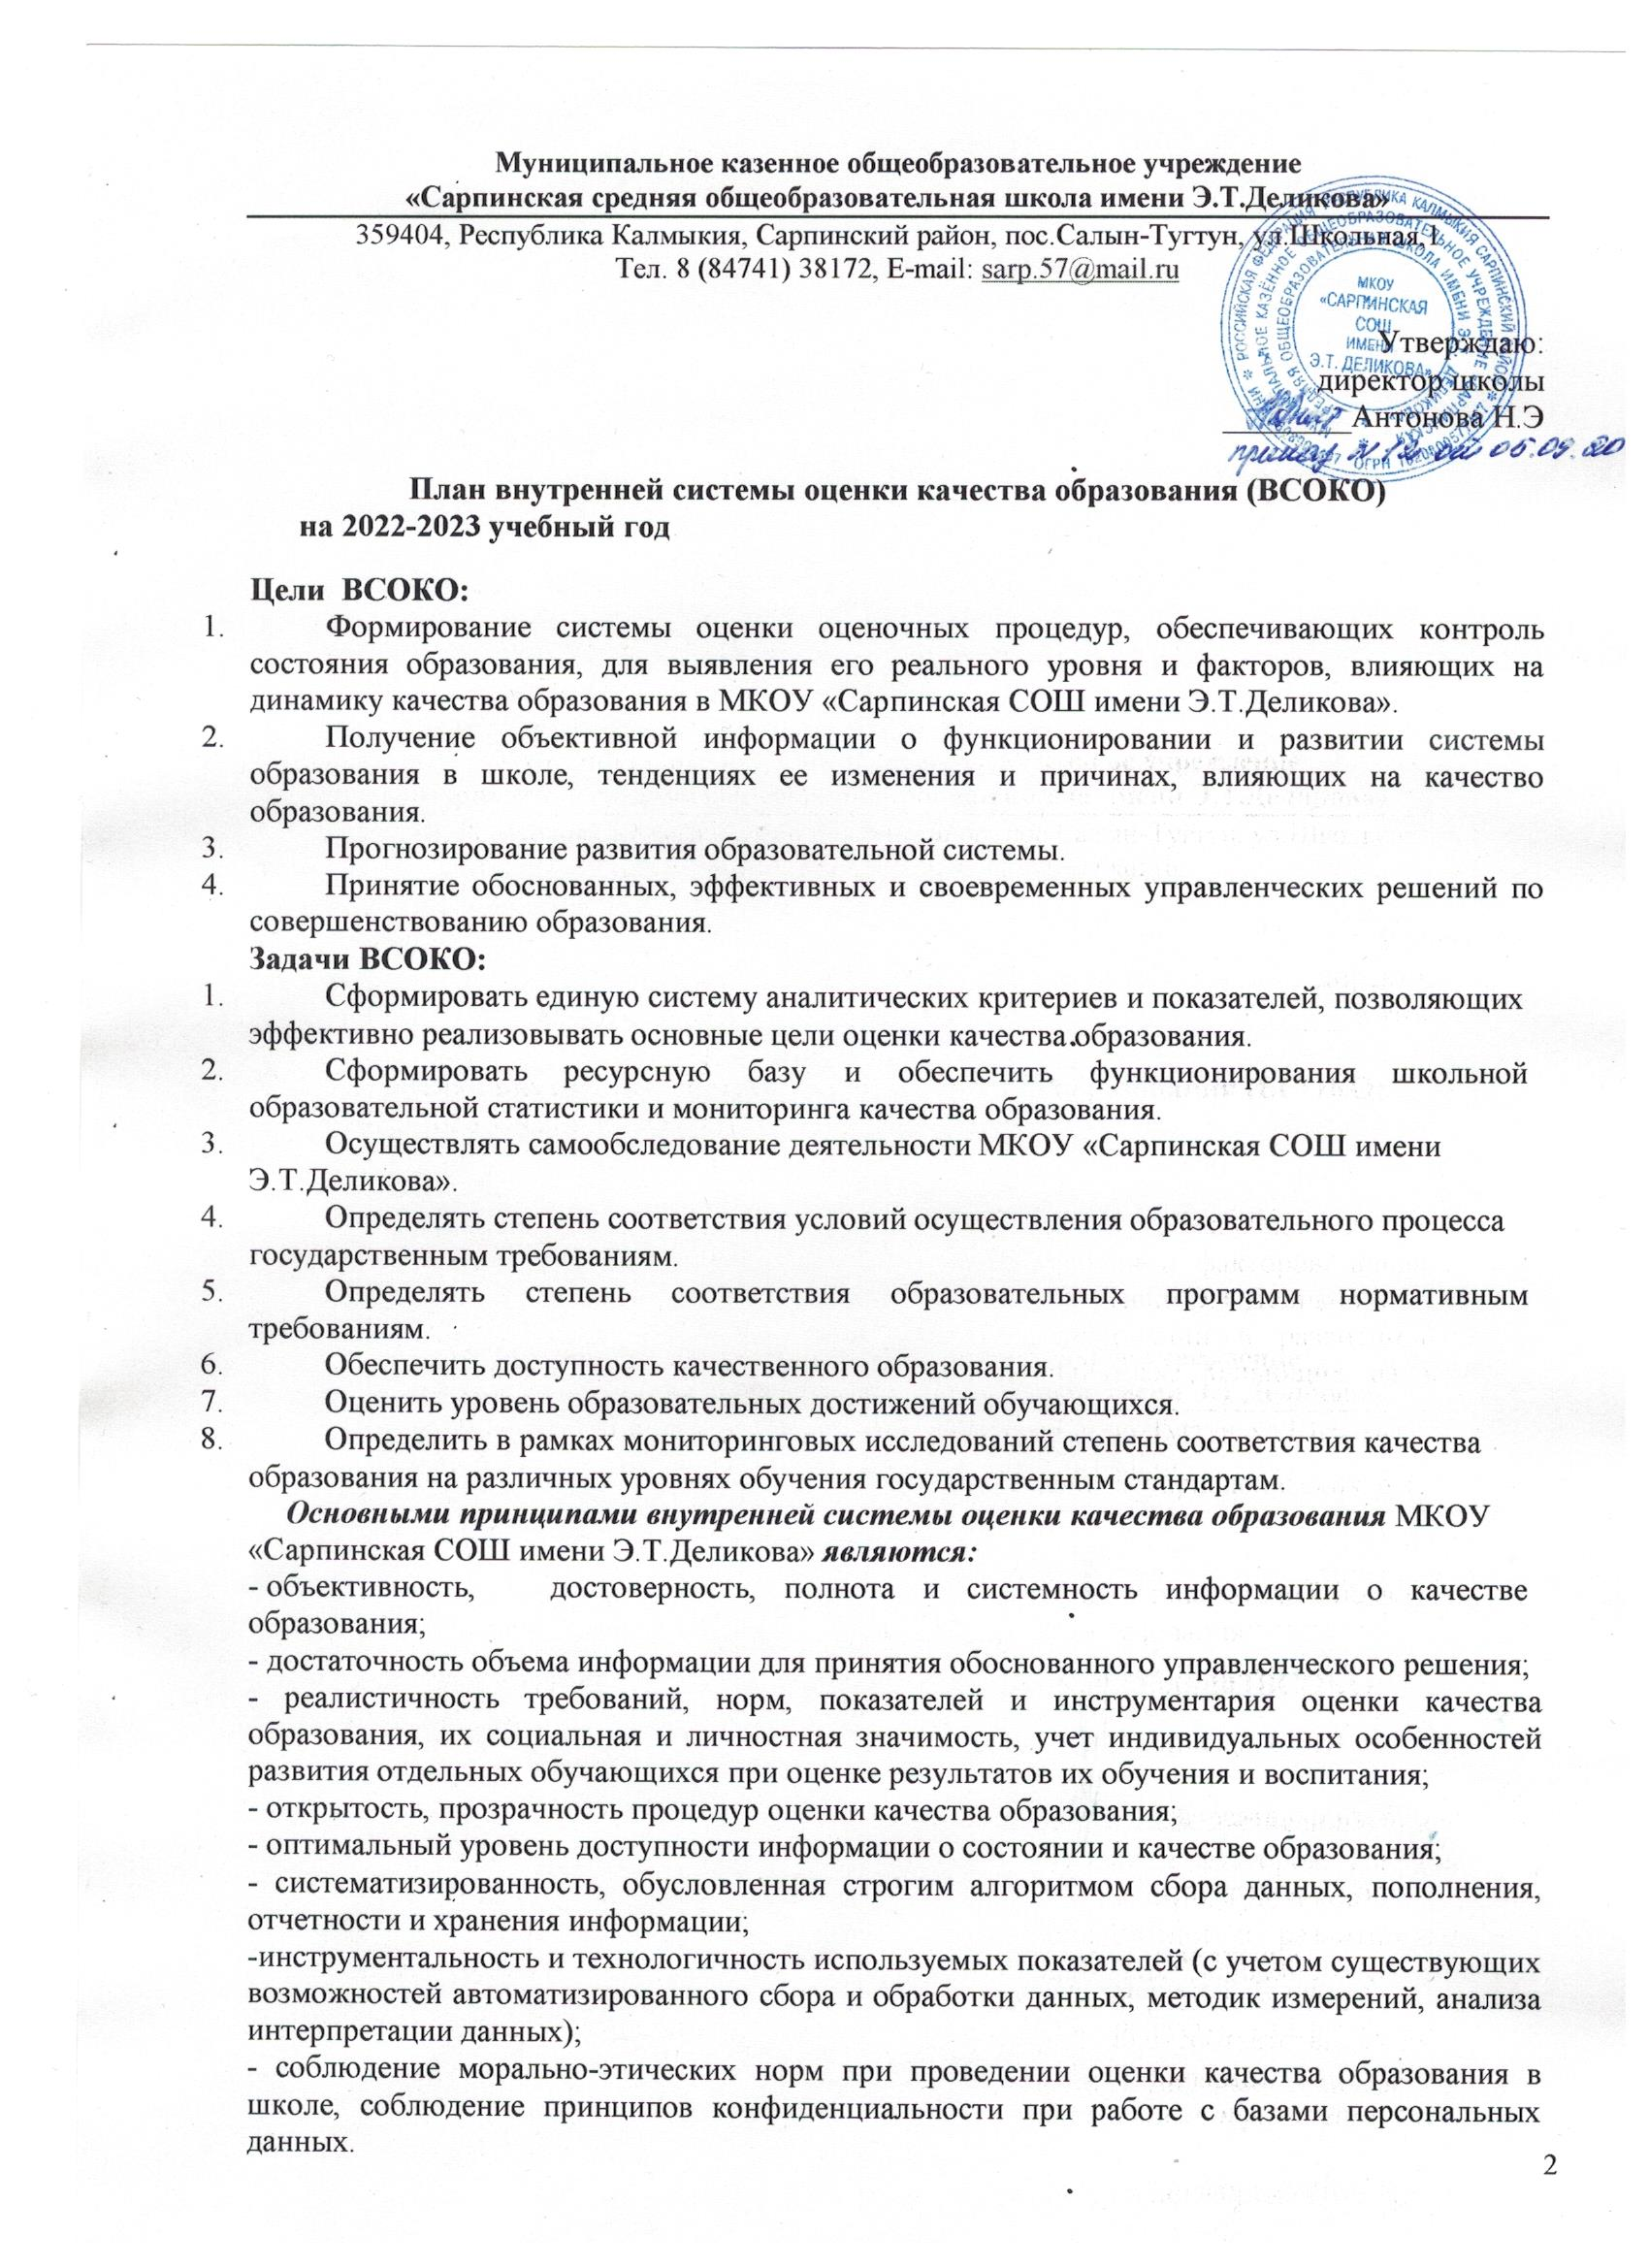 Муниципальное казенное общеобразовательное учреждение
«Сарпинская средняя общеобразовательная школа имени Э.Т.Деликова»
359404, Республика Калмыкия, Сарпинский район, пос.Салын-Тугтун, ул.Школьная,1
Тел. 8 (84741) 38172, E-mail: sarp.57@mail.ru
МКОУ
«САРПИНСКАЯ
СОШ
ИМЕНИ
Э.Т. ДЕЛИКОВА»
Утверждаю:
директор школы
Антонова Н.Э
приказ N 12 от 05.09.20
План внутренней системы оценки качества образования (ВСОКО)
на 2022-2023 учебный год
Цели ВСОКО:
1. Формирование системы оценки оценочных процедур, обеспечивающих контроль
состояния образования, для выявления его реального уровня и факторов, влияющих на
динамику качества образования в МКОУ «Сарпинская СОШ имени Э.Т.Деликова».
2. Получение объективной информации о функционировании и развитии системы
образования в школе, тенденциях ее изменения и причинах, влияющих на качество
образования.
3. Прогнозирование развития образовательной системы.
4. Принятие обоснованных, эффективных и своевременных управленческих решений по
совершенствованию образования.
Задачи ВСОКО:
1. Сформировать единую систему аналитических критериев и показателей, позволяющих
эффективно реализовывать основные цели оценки качества образования.
2. Сформировать ресурсную базу и обеспечить функционирования школьной
образовательной статистики и мониторинга качества образования.
3. Осуществлять самообследование деятельности МКОУ «Сарпинская СОШ имени
Э.Т.Деликова».
4. Определять степень соответствия условий осуществления образовательного процесса
государственным требованиям.
5. Определять степень соответствия образовательных программ нормативным
требованиям.
6. Обеспечить доступность качественного образования.
7. Оценить уровень образовательных достижений обучающихся.
8. Определить в рамках мониторинговых исследований степень соответствия качества
образования на различных уровнях обучения государственным стандартам.
Основными принципами внутренней системы оценки качества образования МКОУ
«Сарпинская СОШ имени Э.Т.Деликова» являются:
- объективность, достоверность, полнота и системность информации о качестве
образования;
- достаточность объема информации для принятия обоснованного управленческого решения;
- реалистичность требований, норм, показателей и инструментария оценки качества
образования, их социальная и личностная значимость, учет индивидуальных особенностей
развития отдельных обучающихся при оценке результатов их обучения и воспитания;
- открытость, прозрачность процедур оценки качества образования;
- оптимальный уровень доступности информации о состоянии и качестве образования;
- систематизированность, обусловленная строгим алгоритмом сбора данных, пополнения,
отчетности и хранения информации;
-инструментальность и технологичность используемых показателей (с учетом существующих
возможностей автоматизированного сбора и обработки данных, методик измерений, анализа
интерпретации данных);
- соблюдение морально-этических норм при проведении оценки качества образования в
школе, соблюдение принципов конфиденциальности при работе с базами персональных
данных.
2